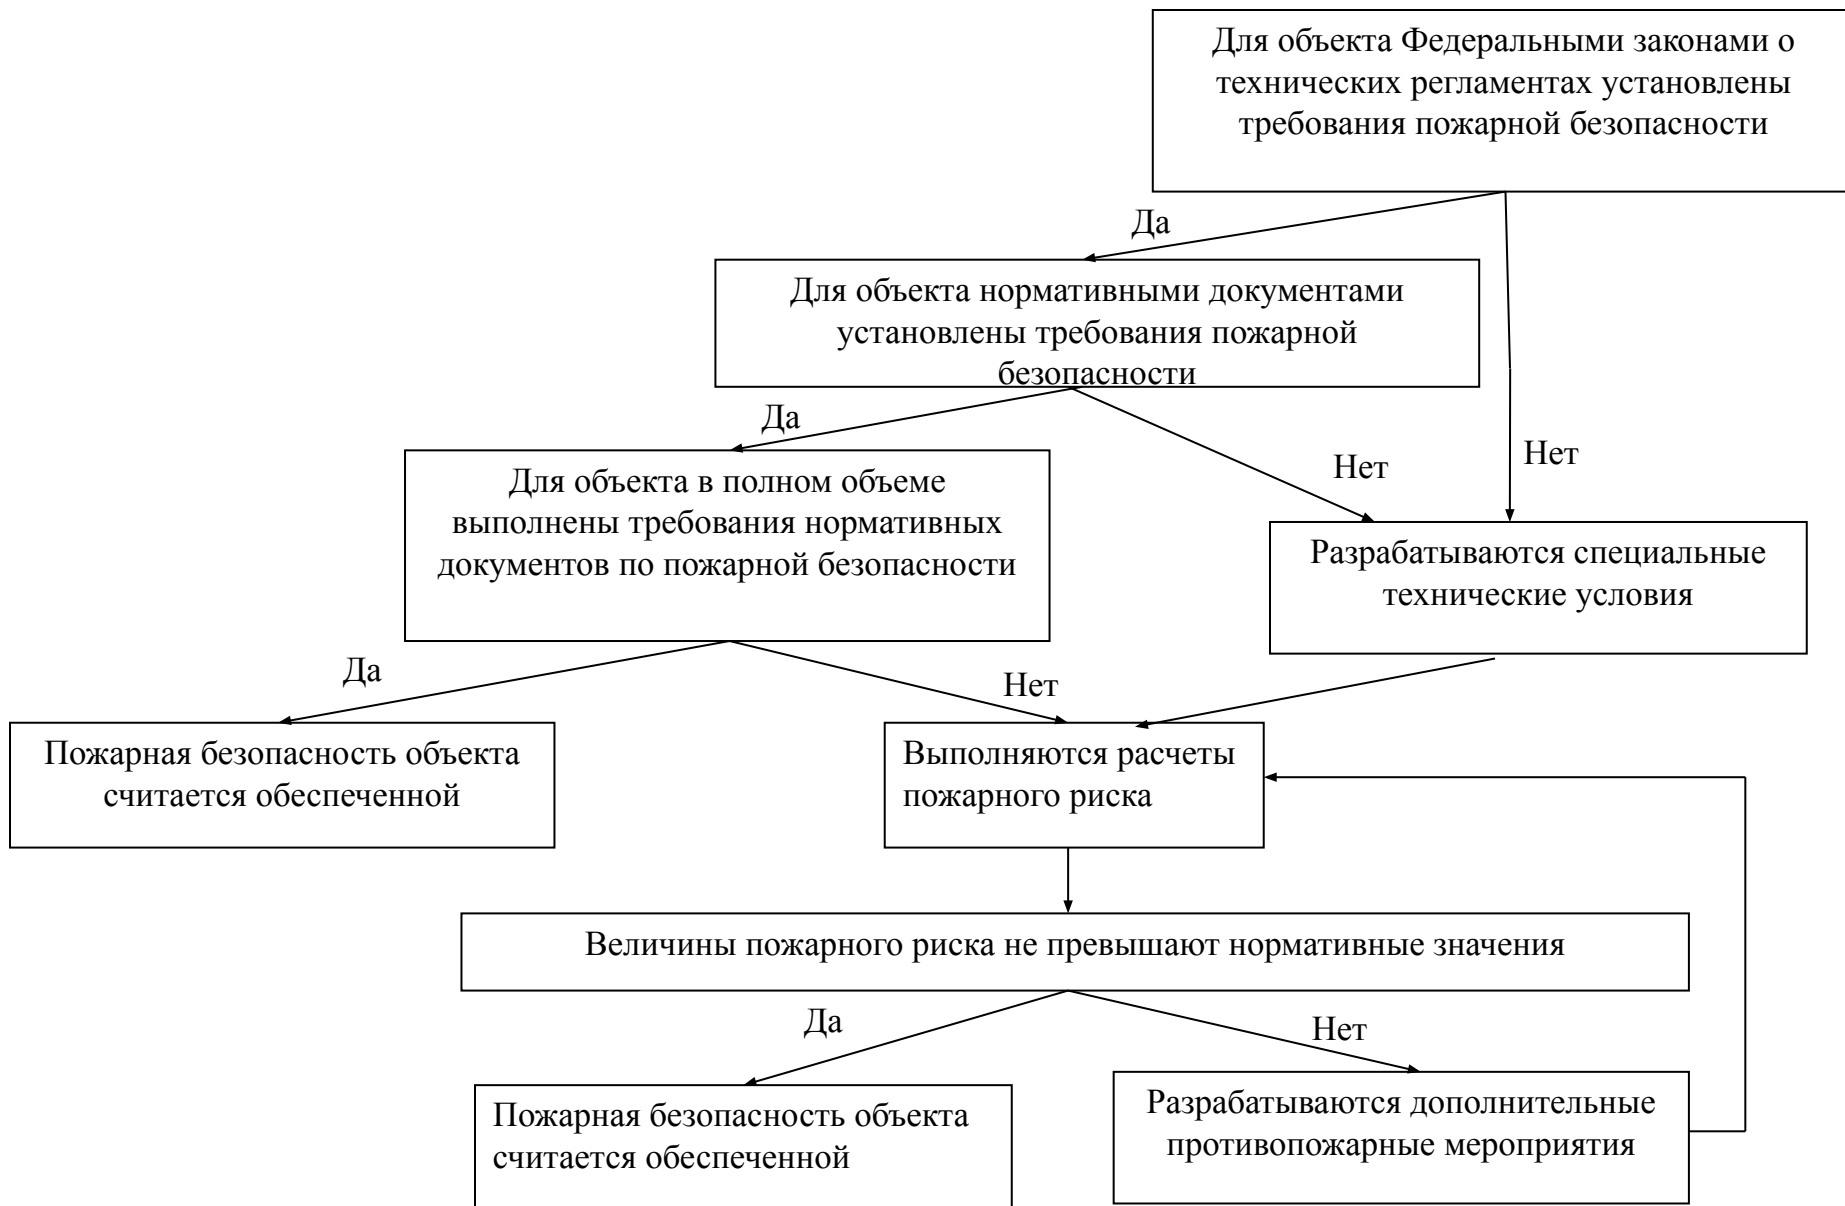 Для объекта Федеральными законами о
технических регламентах установлены
требования пожарной безопасности
Да
Для объекта нормативными документами
установлены требования пожарной
безопасности
Да
Нет
Нет
Для объекта в полном объеме
выполнены требования нормативных
документов по пожарной безопасности
Разрабатываются специальные
технические условия
Да
Нет
Пожарная безопасность объекта
считается обеспеченной
Выполняются расчеты
пожарного риска
Величины пожарного риска не превышают нормативные значения
Да
Нет
Пожарная безопасность объекта
считается обеспеченной
Разрабатываются дополнительные
противопожарные мероприятия